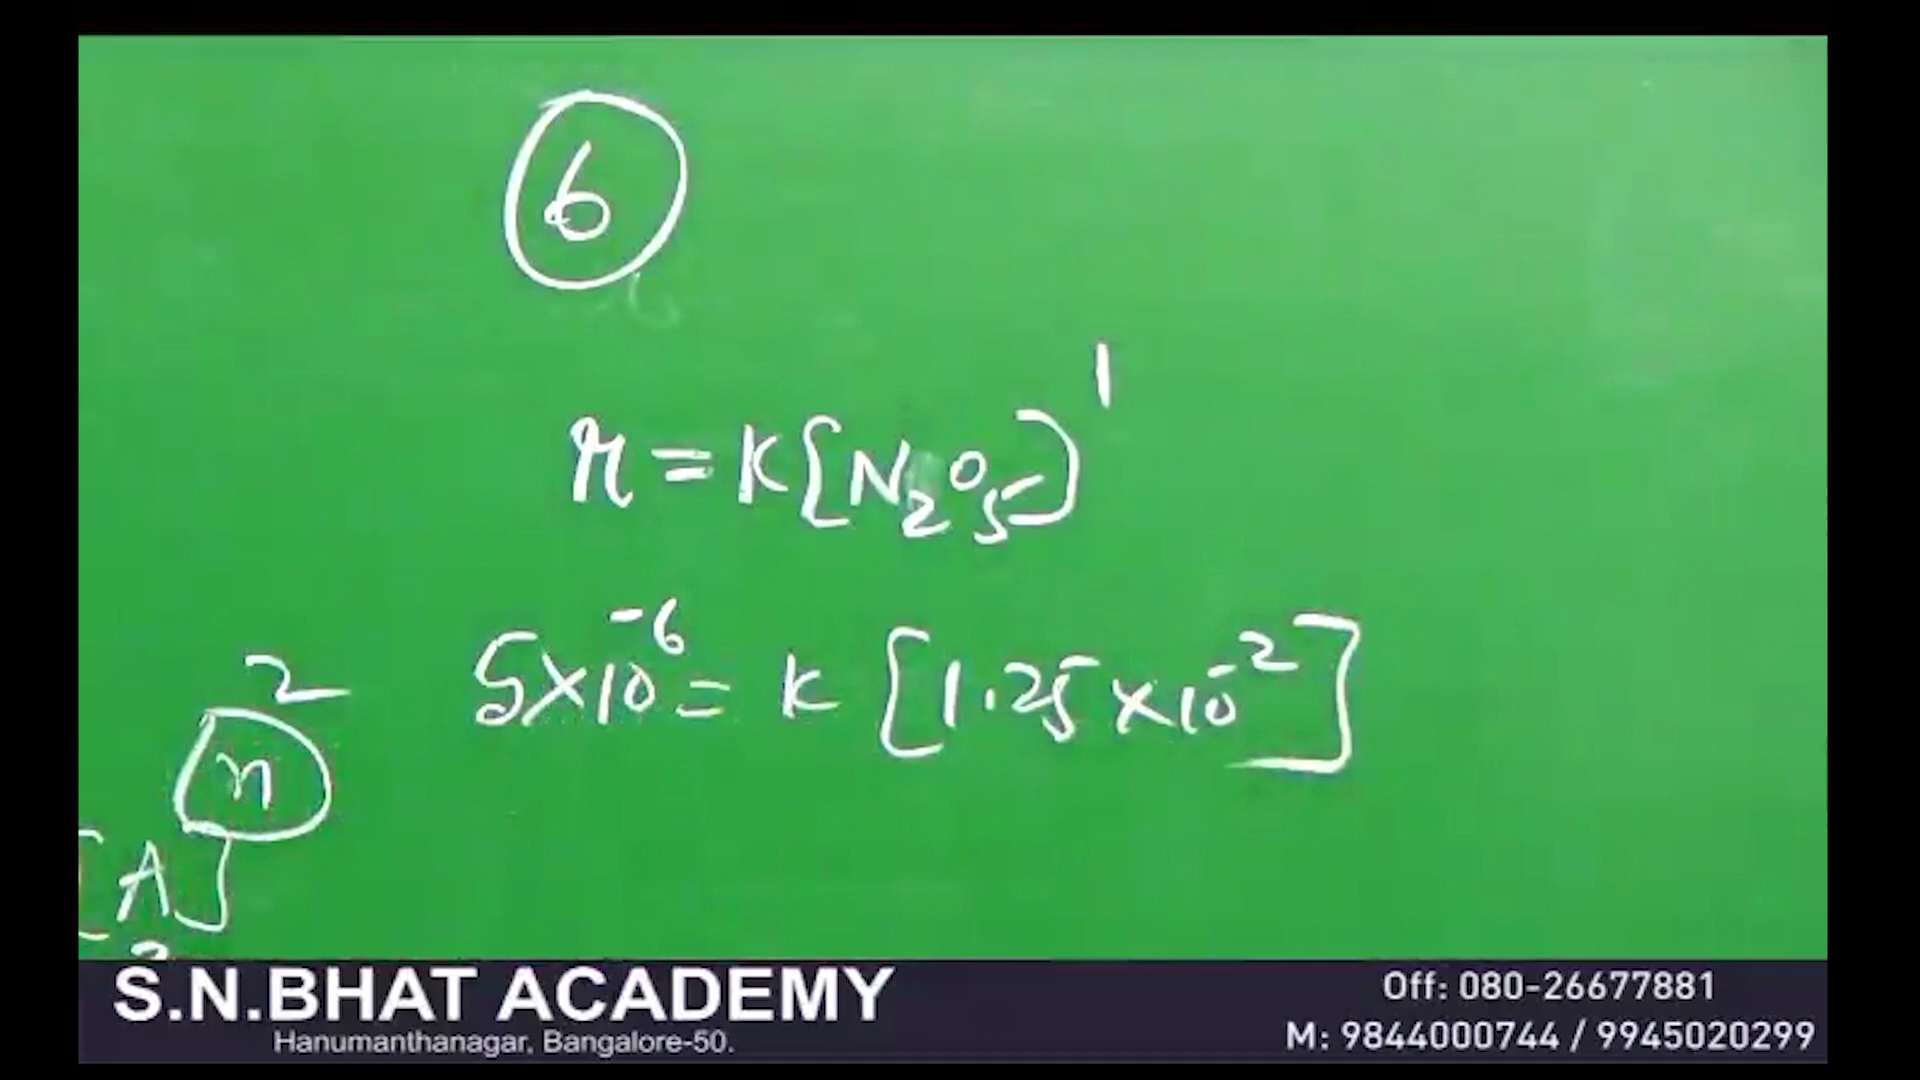 6
r = K[N₂O₅]¹
5×10⁻⁶ = K [1.25×10⁻²]
2
n
[A]
S.N.BHAT ACADEMY
Hanumanthanagar, Bangalore-50.
Off: 080-26677881
M: 9844000744 / 9945020299